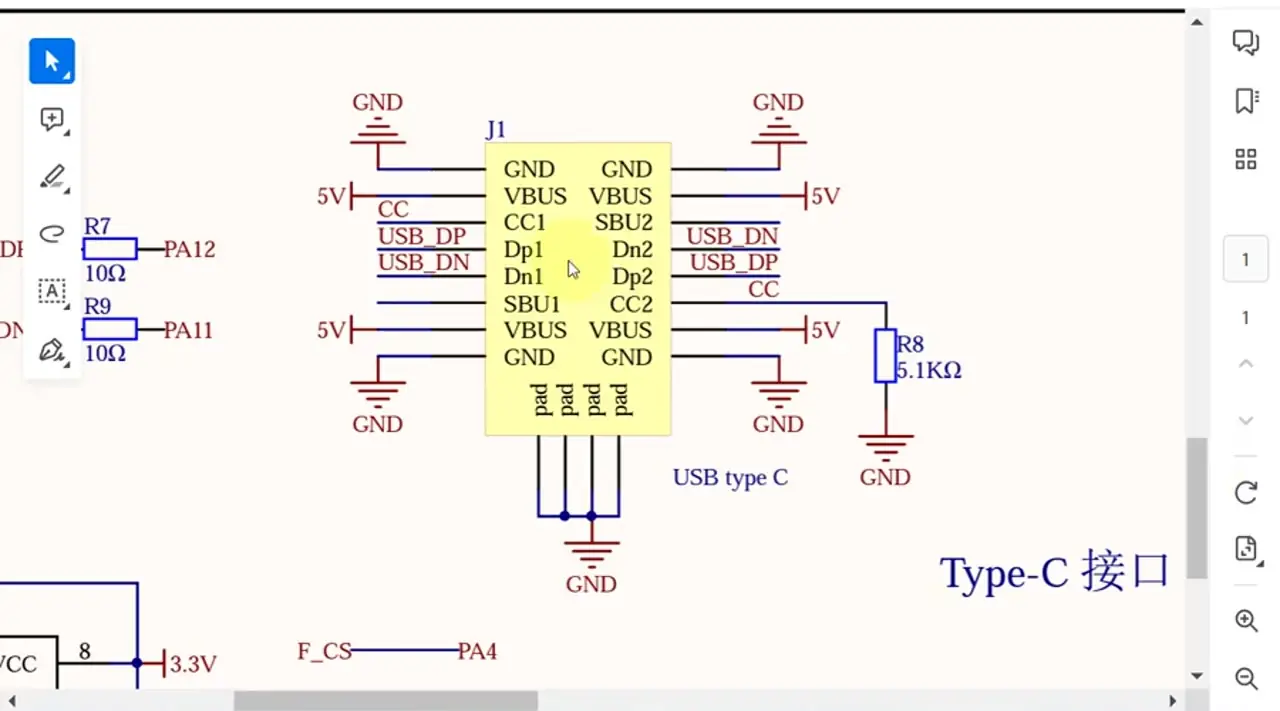 GND GND
J1
GND GND
5V VBUS VBUS 5V
CC CC1 SBU2
USB_DP Dp1 Dn2 USB_DN
USB_DN Dn1 Dp2 USB_DP
SBU1 CC2 CC
5V VBUS VBUS 5V
GND GND
pad pad pad pad
GND GND
R7
PA12
10Ω
R9
PA11
10Ω
R8
5.1KΩ
GND
USB type C
GND
Type-C 接口
8
VCC
3.3V
F_CS PA4
1
1